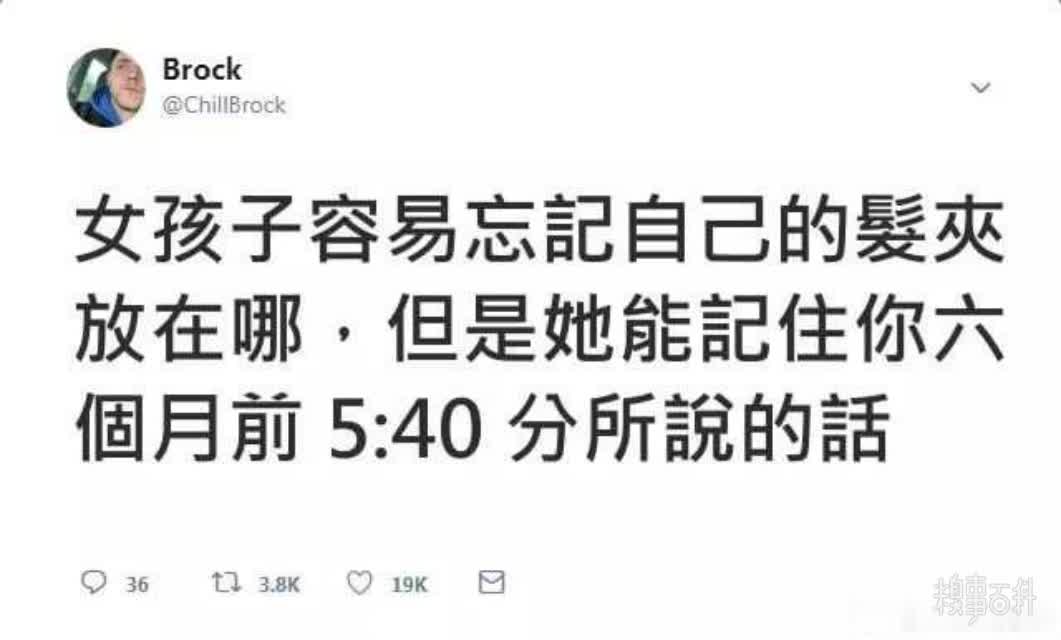 Brock
@ChillBrock
女孩子容易忘記自己的髮夾
放在哪，但是她能記住你六
個月前 5:40 分所說的話
36 3.8K 19K
糗事百科